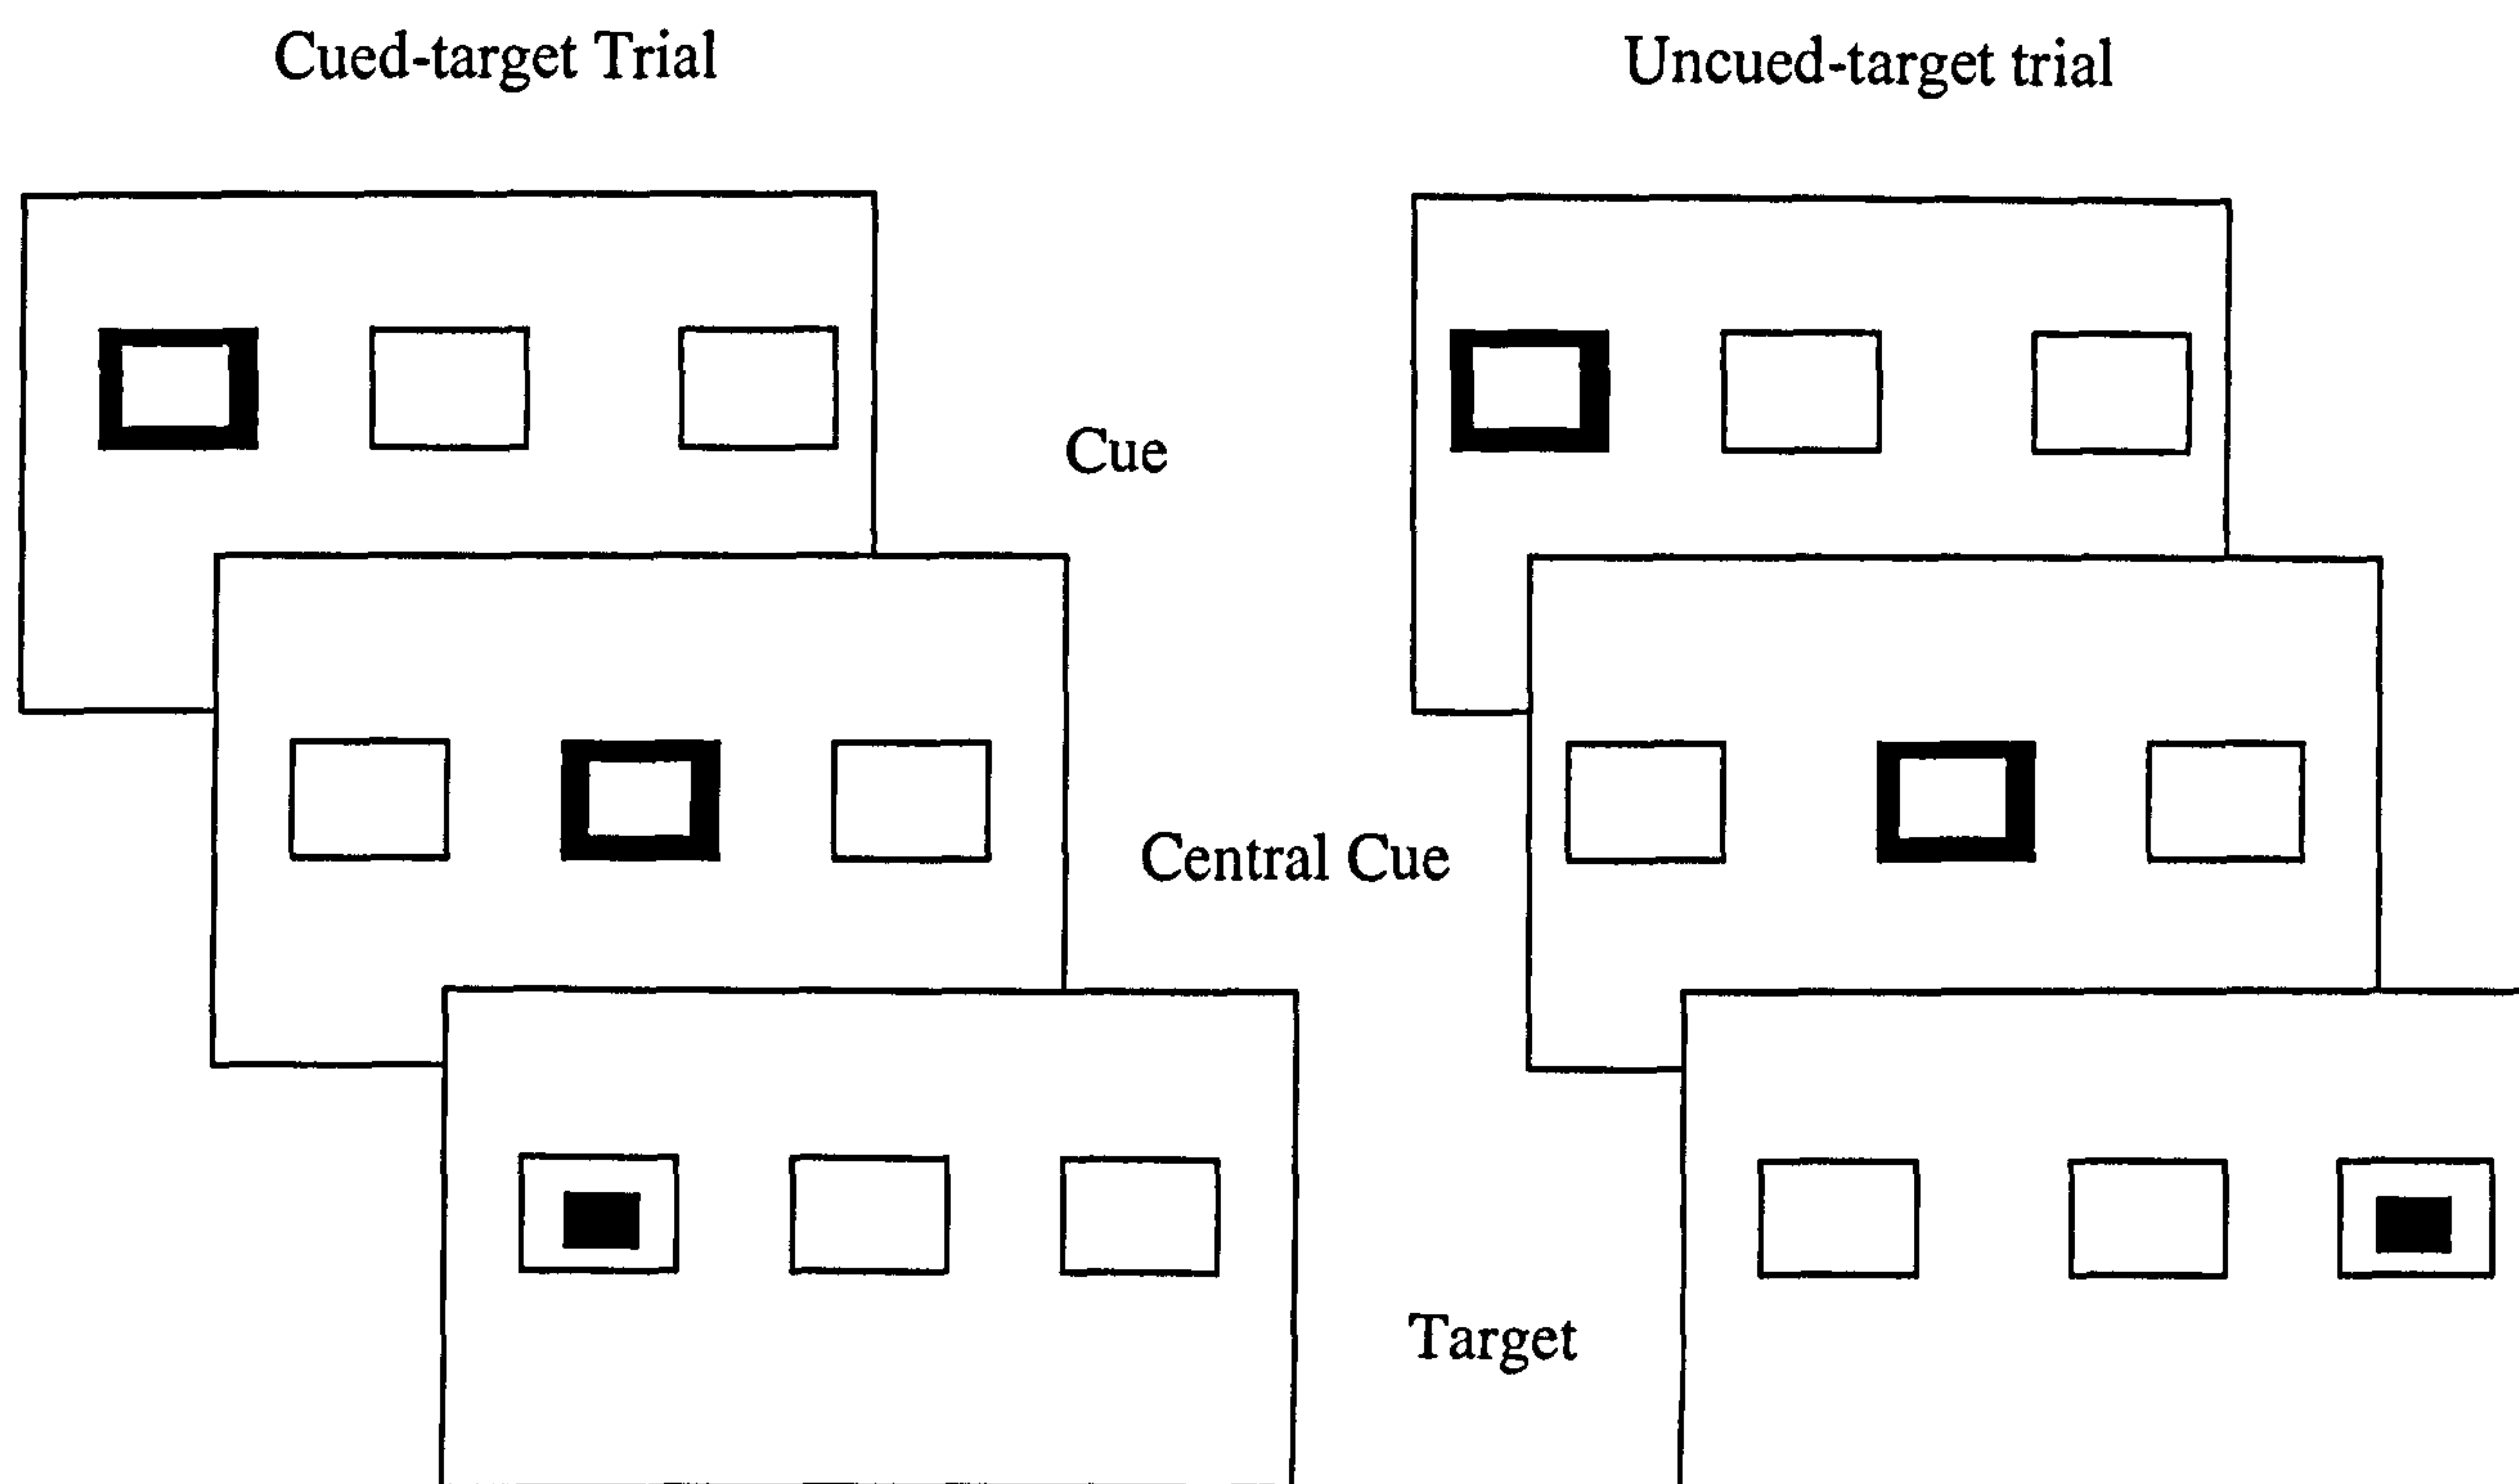 Cued-target Trial
Uncued-target trial
Cue
Central Cue
Target